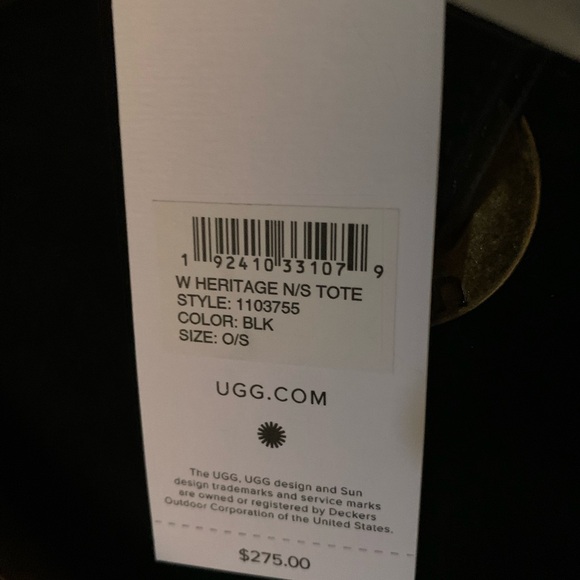 1 92410 33107 9
W HERITAGE N/S TOTE
STYLE: 1103755
COLOR: BLK
SIZE: O/S
UGG.COM
The UGG, UGG design and Sun
design trademarks and service marks
are owned or registered by Deckers
Outdoor Corporation of the United States.
$275.00